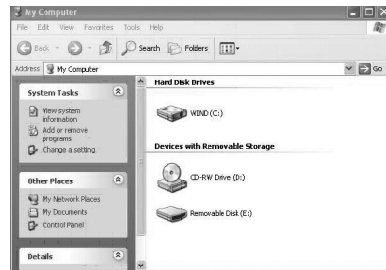 My Computer
File Edit View Favorites Tools Help
Back Search Folders
Address My Computer Go
System Tasks
View system
information
Add or remove
programs
Change a setting
Other Places
My Network Places
My Documents
Control Panel
Details
Hard Disk Drives
WIND (C:)
Devices with Removable Storage
CD-RW Drive (D:)
Removable Disk (E:)